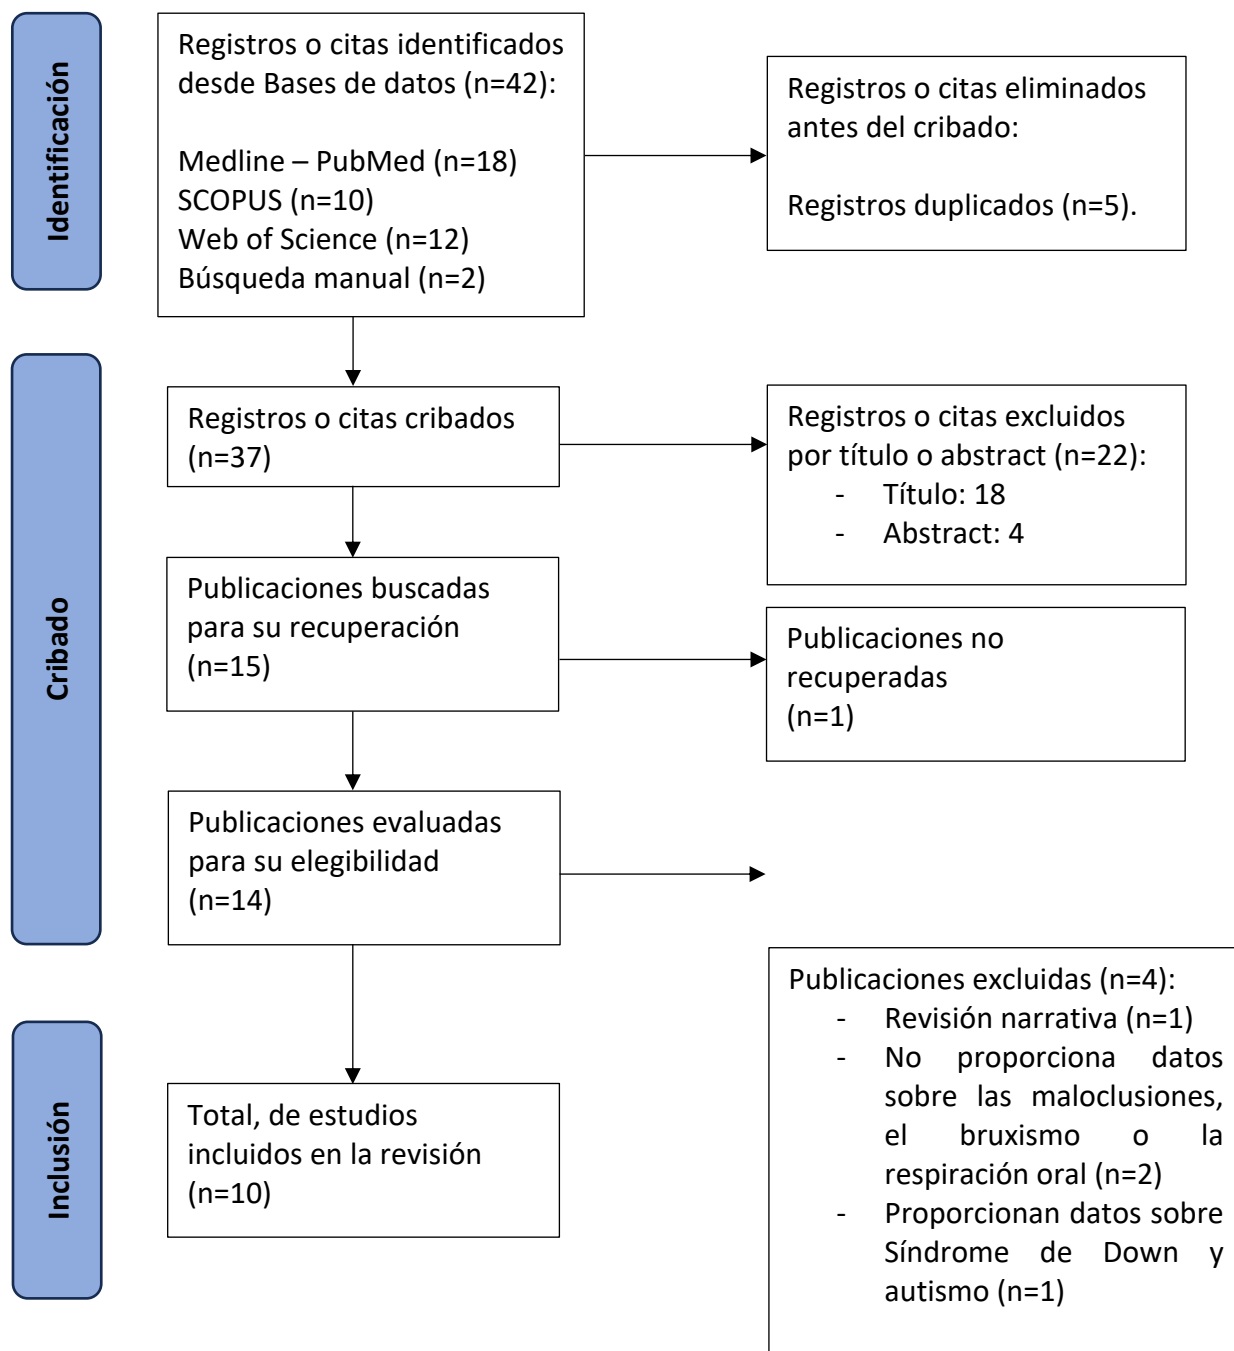 Identificación
Registros o citas identificados
desde Bases de datos (n=42):
Medline – PubMed (n=18)
SCOPUS (n=10)
Web of Science (n=12)
Búsqueda manual (n=2)
Registros o citas eliminados
antes del cribado:
Registros duplicados (n=5).
Cribado
Registros o citas cribados
(n=37)
Registros o citas excluidos
por título o abstract (n=22):
- Título: 18
- Abstract: 4
Publicaciones buscadas
para su recuperación
(n=15)
Publicaciones no
recuperadas
(n=1)
Publicaciones evaluadas
para su elegibilidad
(n=14)
Publicaciones excluidas (n=4):
- Revisión narrativa (n=1)
- No proporciona datos
sobre las maloclusiones,
el bruxismo o la
respiración oral (n=2)
- Proporcionan datos sobre
Síndrome de Down y
autismo (n=1)
Inclusión
Total, de estudios
incluidos en la revisión
(n=10)